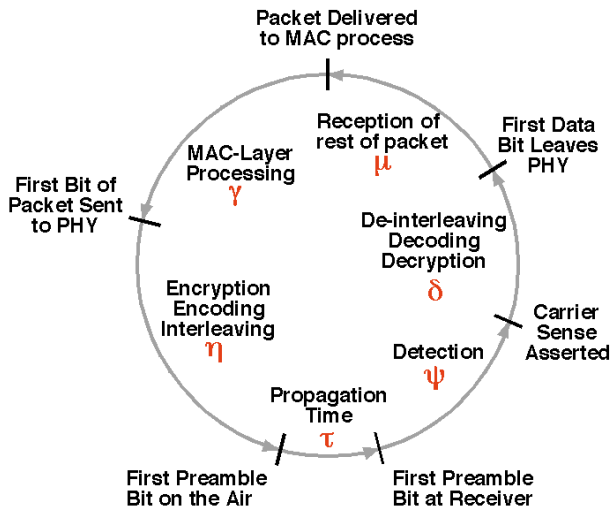 Packet Delivered
to MAC process
Reception of
rest of packet
μ
First Data
Bit Leaves
PHY
MAC-Layer
Processing
γ
First Bit of
Packet Sent
to PHY
De-interleaving
Decoding
Decryption
δ
Encryption
Encoding
Interleaving
η
Carrier
Sense
Asserted
Detection
ψ
Propagation
Time
τ
First Preamble
Bit on the Air
First Preamble
Bit at Receiver